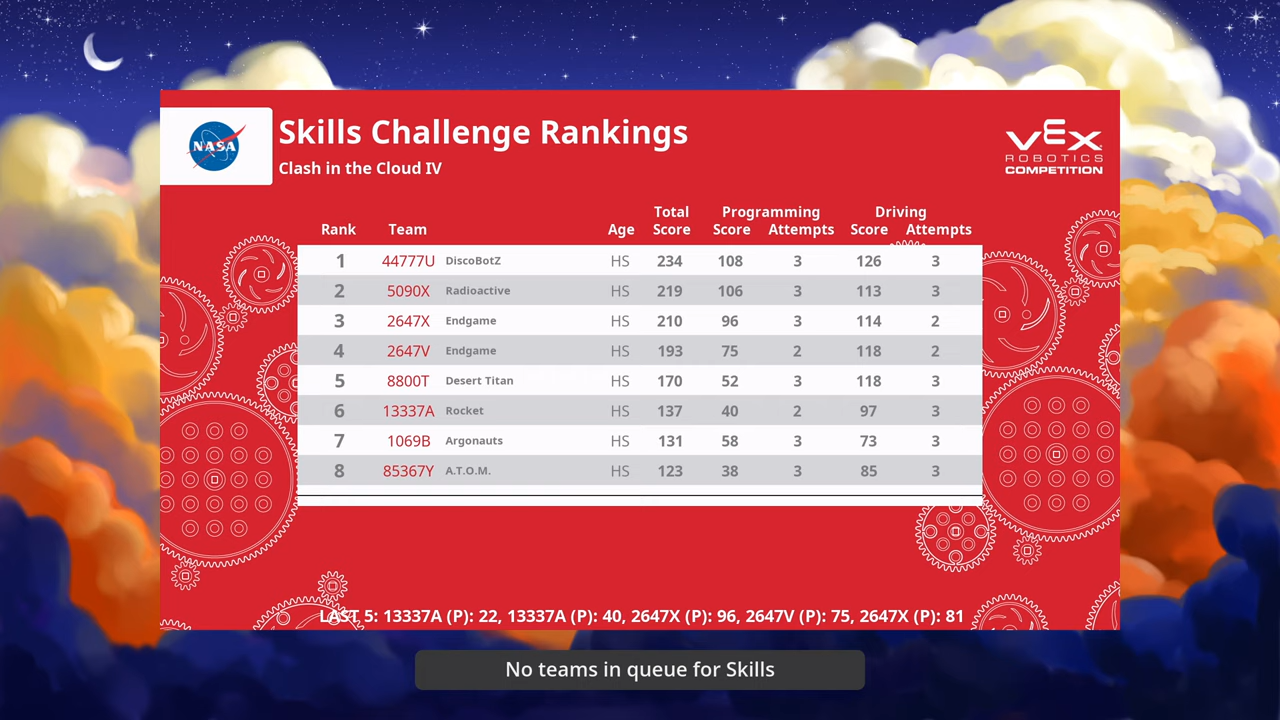 NASA
Skills Challenge Rankings
Clash in the Cloud IV
VEX
ROBOTICS
COMPETITION
Total Programming Driving
Rank Team Age Score Score Attempts Score Attempts
1 44777U DiscoBotZ HS 234 108 3 126 3
2 5090X Radioactive HS 219 106 3 113 3
3 2647X Endgame HS 210 96 3 114 2
4 2647V Endgame HS 193 75 2 118 2
5 8800T Desert Titan HS 170 52 3 118 3
6 13337A Rocket HS 137 40 2 97 3
7 1069B Argonauts HS 131 58 3 73 3
8 85367Y A.T.O.M. HS 123 38 3 85 3
LAST 5: 13337A (P): 22, 13337A (P): 40, 2647X (P): 96, 2647V (P): 75, 2647X (P): 81
No teams in queue for Skills